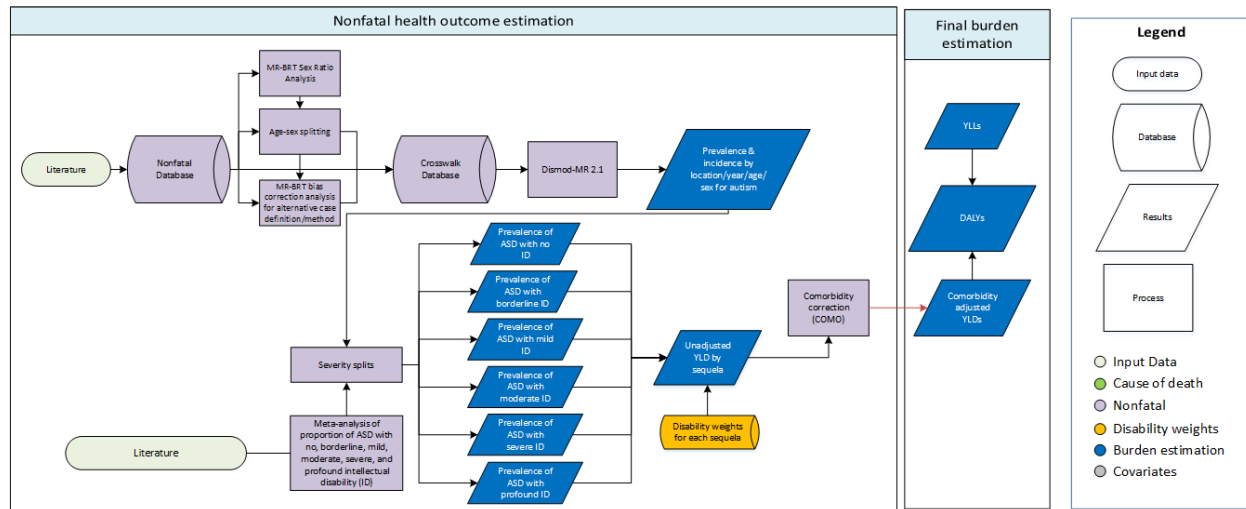 Nonfatal health outcome estimation
Final burden
estimation
Legend
MR-BRT Sex Ratio
Analysis
Age-sex splitting
MR-BRT bias
correction analysis
for alternative case
definition/method
Literature
Nonfatal
Database
Crosswalk
Database
Dismod-MR 2.1
Prevalence &
incidence by
location/year/age/
sex for autism
Prevalence of
ASD with no
ID
Prevalence of
ASD with
borderline ID
Prevalence of
ASD with mild
ID
Prevalence of
ASD with
moderate ID
Prevalence of
ASD with
severe ID
Prevalence of
ASD with
profound ID
Severity splits
Literature
Meta-analysis of
proportion of ASD with
no, borderline, mild,
moderate, severe, and
profound intellectual
disability (ID)
Unadjusted
YLD by
sequela
Disability weights
for each sequela
Comorbidity
correction
(COMO)
YLLs
DALYs
Comorbidity
adjusted
YLDs
Input data
Database
Results
Process
Input Data
Cause of death
Nonfatal
Disability weights
Burden estimation
Covariates